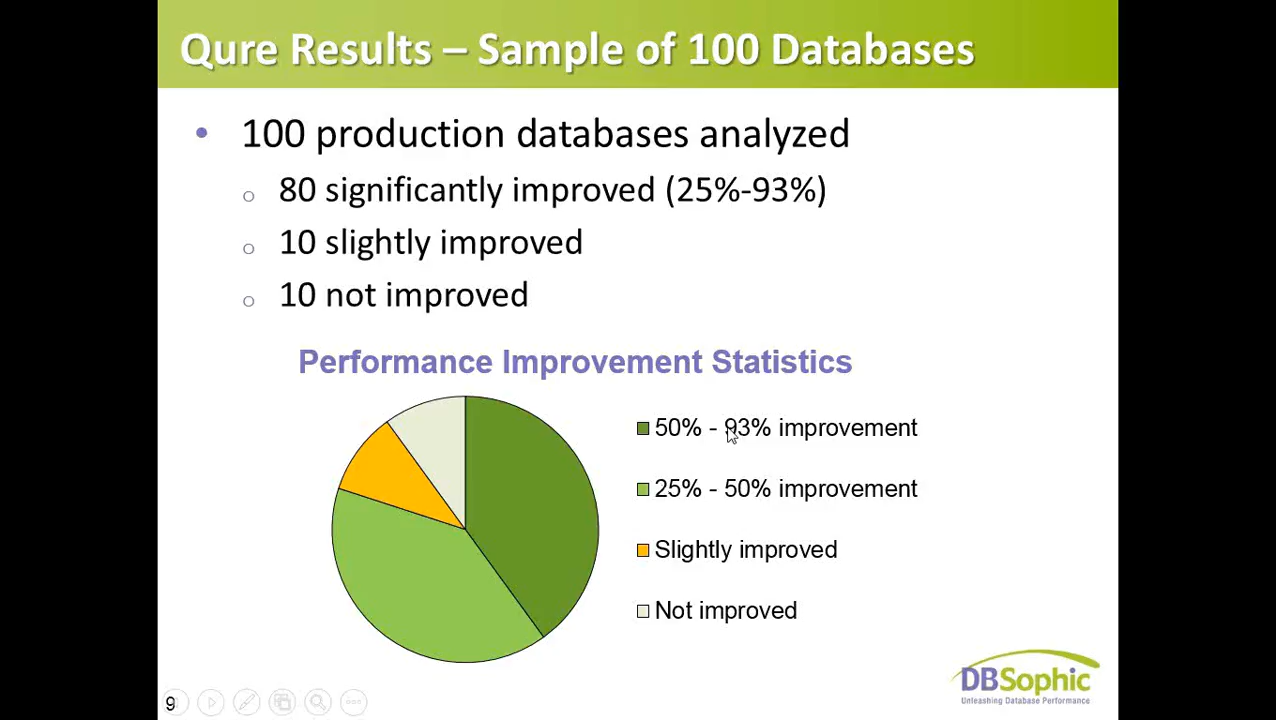 Qure Results – Sample of 100 Databases
• 100 production databases analyzed
o 80 significantly improved (25%-93%)
o 10 slightly improved
o 10 not improved
Performance Improvement Statistics
50% - 93% improvement
25% - 50% improvement
Slightly improved
Not improved
DBSophic
Unleashing Database Performance
9